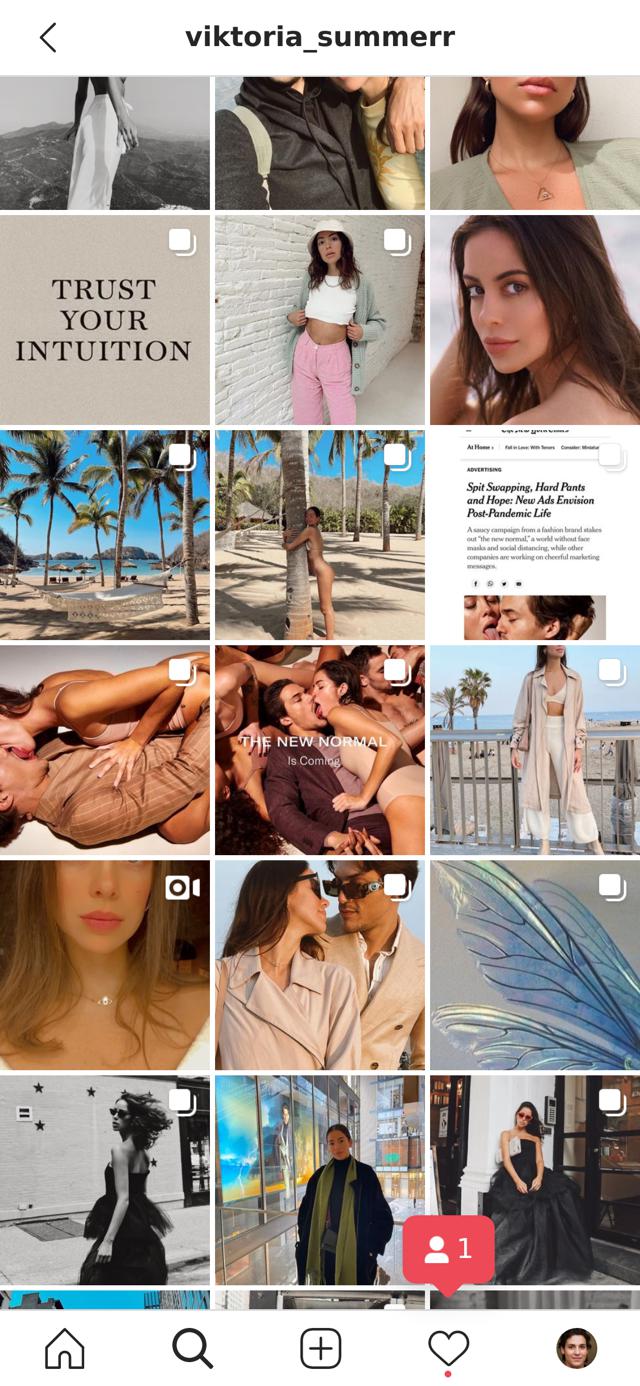 viktoria_summerr
TRUST
YOUR
INTUITION
At Home
Fall in Love: With Tenors
Consider: Miniatur
ADVERTISING
Spit Swapping, Hard Pants
and Hope: New Ads Envision
Post-Pandemic Life
A saucy campaign from a fashion brand stakes
out "the new normal," a world without face
masks and social distancing, while other
companies are working on cheerful marketing
messages.
THE NEW NORMAL
Is Coming
1